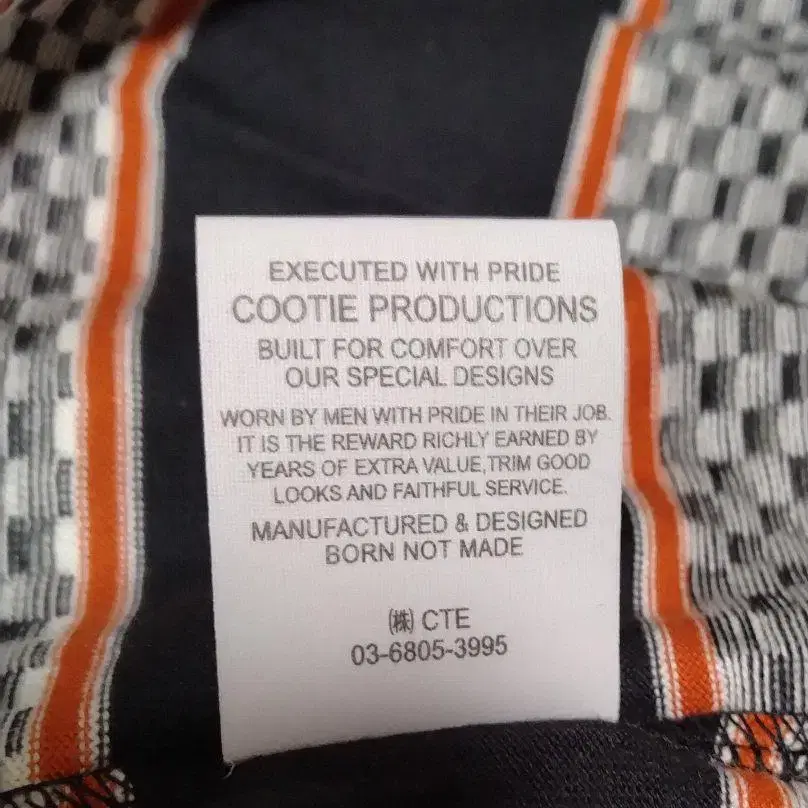 EXECUTED WITH PRIDE
COOTIE PRODUCTIONS
BUILT FOR COMFORT OVER
OUR SPECIAL DESIGNS
WORN BY MEN WITH PRIDE IN THEIR JOB.
IT IS THE REWARD RICHLY EARNED BY
YEARS OF EXTRA VALUE,TRIM GOOD
LOOKS AND FAITHFUL SERVICE.
MANUFACTURED & DESIGNED
BORN NOT MADE
㈱ CTE
03-6805-3995